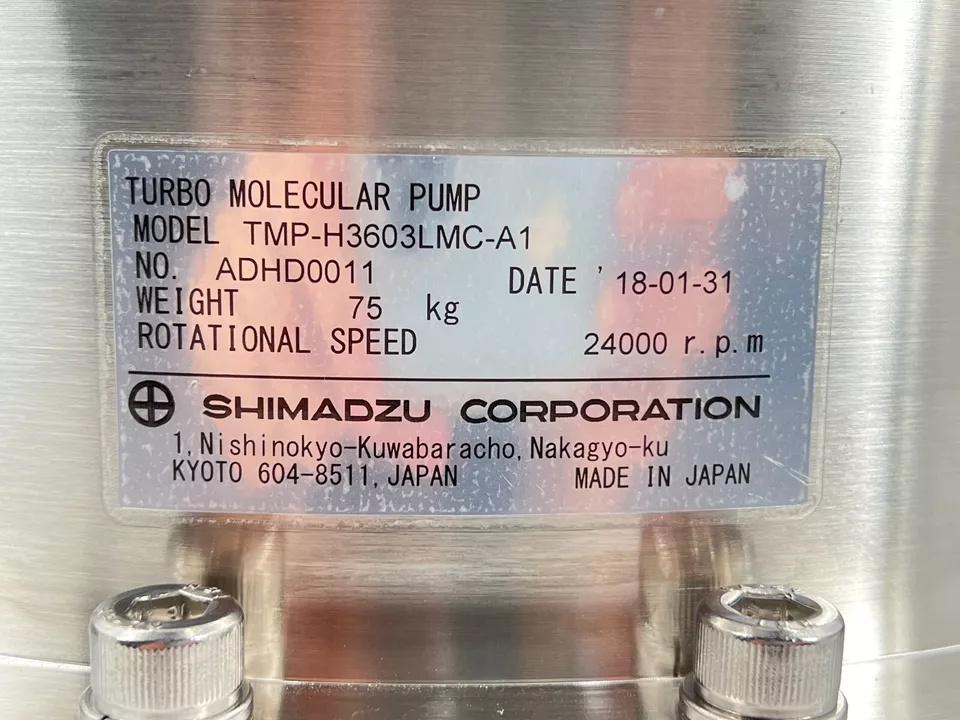 TURBO MOLECULAR PUMP
MODEL TMP-H3603LMC-A1
NO. ADHD0011 DATE '18-01-31
WEIGHT 75 kg
ROTATIONAL SPEED 24000 r.p.m
SHIMADZU CORPORATION
1,Nishinokyo-Kuwabaracho,Nakagyo-ku
KYOTO 604-8511,JAPAN MADE IN JAPAN